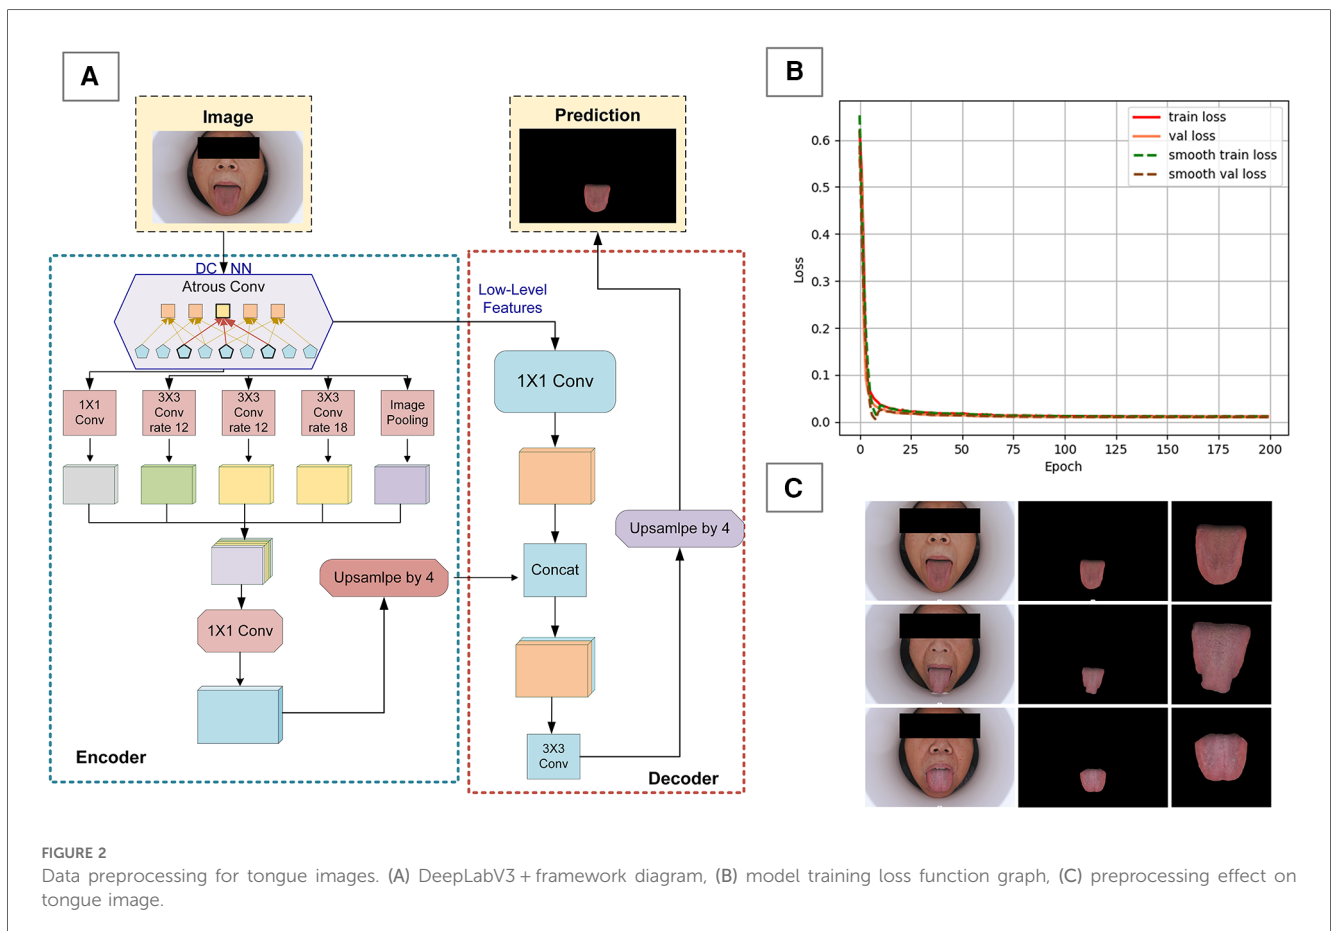 A
Image
Prediction
DC NN
Atrous Conv
Low-Level
Features
1X1
Conv
3X3
Conv
rate 12
3X3
Conv
rate 12
3X3
Conv
rate 18
Image
Pooling
1X1 Conv
Upsamlpe by 4
Encoder
1X1 Conv
Concat
3X3
Conv
Upsamlpe by 4
Decoder
B
train loss
val loss
smooth train loss
smooth val loss
Loss
0.6
0.5
0.4
0.3
0.2
0.1
0.0
0 25 50 75 100 125 150 175 200
Epoch
C
FIGURE 2
Data preprocessing for tongue images. (A) DeepLabV3 + framework diagram, (B) model training loss function graph, (C) preprocessing effect on
tongue image.